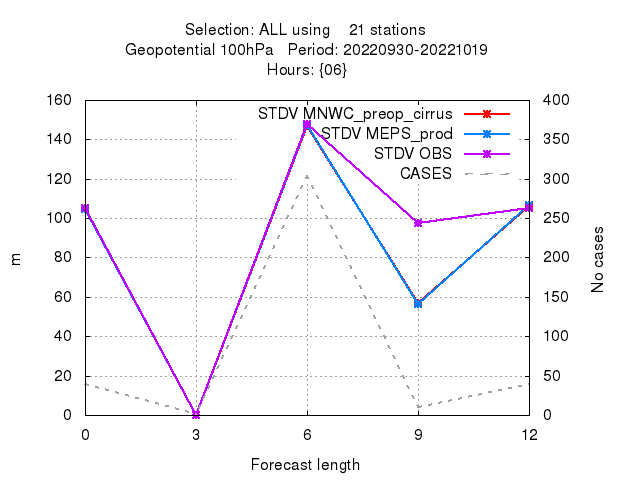 Selection: ALL using    21 stations
Geopotential 100hPa   Period: 20220930-20221019
Hours: {06}
160 400
STDV MNWC_preop_cirrus
140 350
STDV MEPS_prod
STDV OBS
120 300
CASES
100 250
80 200
m
No cases
60 150
40 100
20 50
0 0
0 3 6 9 12
Forecast length